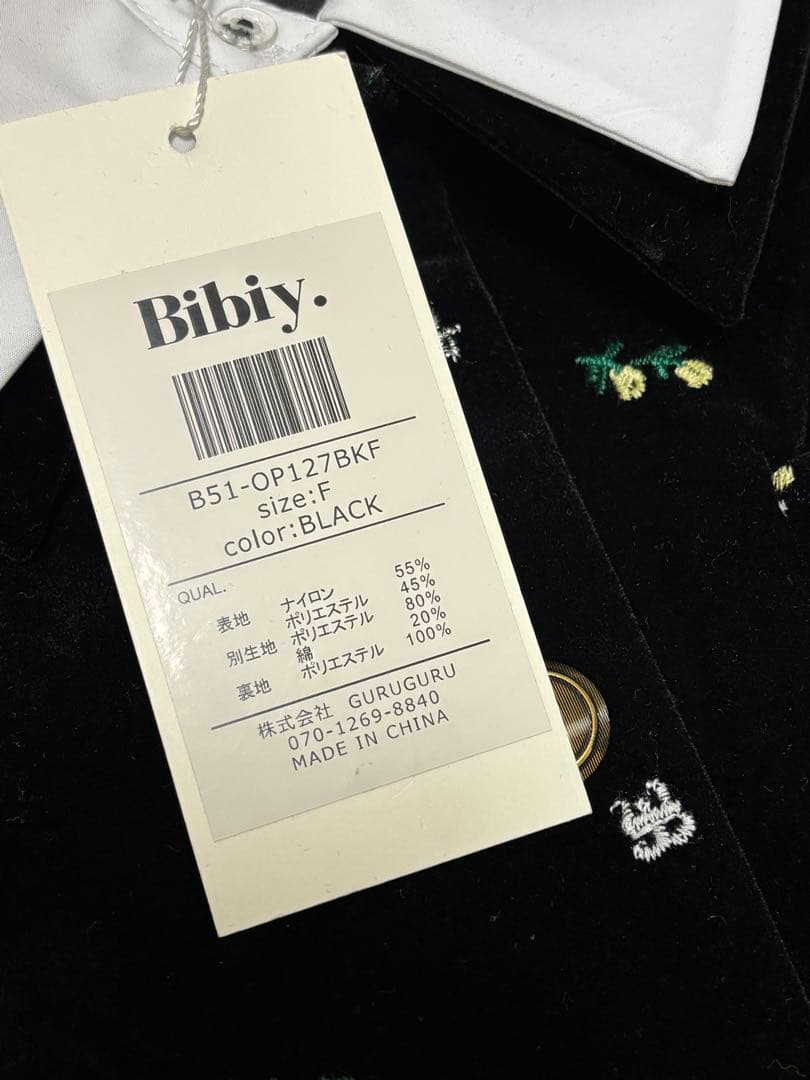 Bibiy.
B51-OP127BKF
size:F
color:BLACK
QUAL.
表地 ナイロン 55%
ポリエステル 45%
別生地 ポリエステル 80%
綿 20%
裏地 ポリエステル 100%
株式会社 GURUGURU
070-1269-8840
MADE IN CHINA